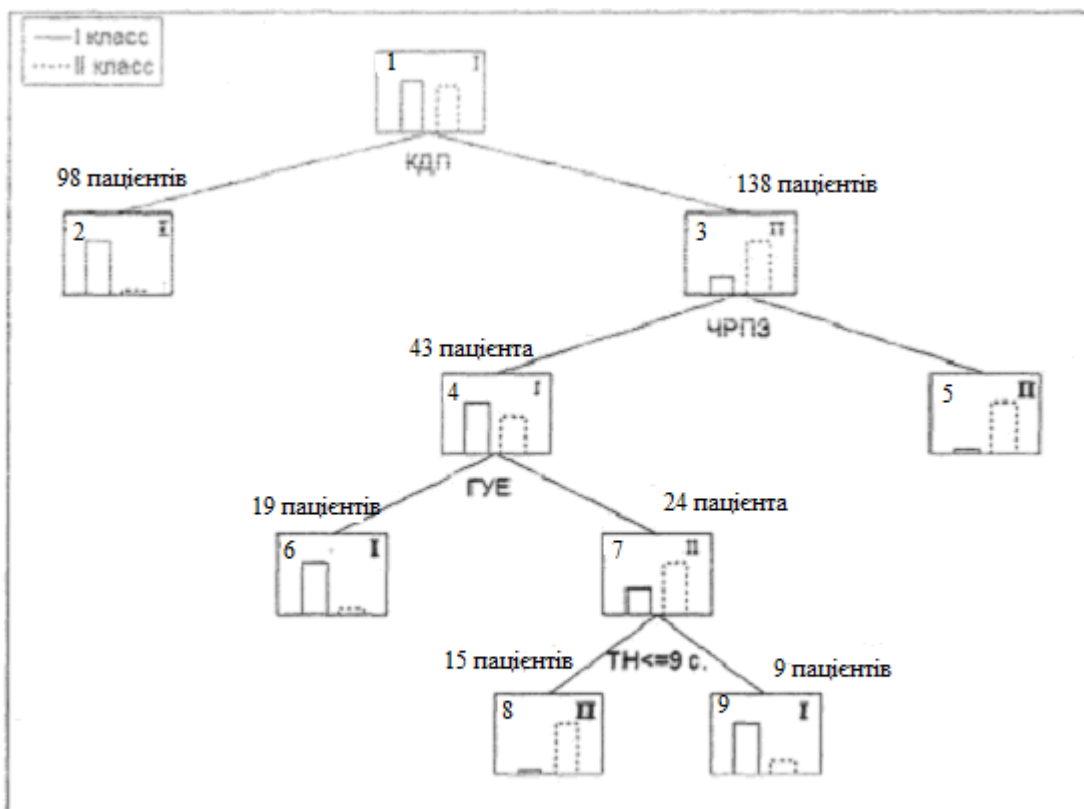 I класс
II класс
1 I
КДП
98 пацієнтів
138 пацієнтів
2 II
3 II
ЧРПЗ
43 пацієнта
4 I
5 II
ГУЕ
19 пацієнтів
24 пацієнта
6 I
7 II
15 пацієнтів
ТН<=9 с.
9 пацієнтів
8 II
9 I